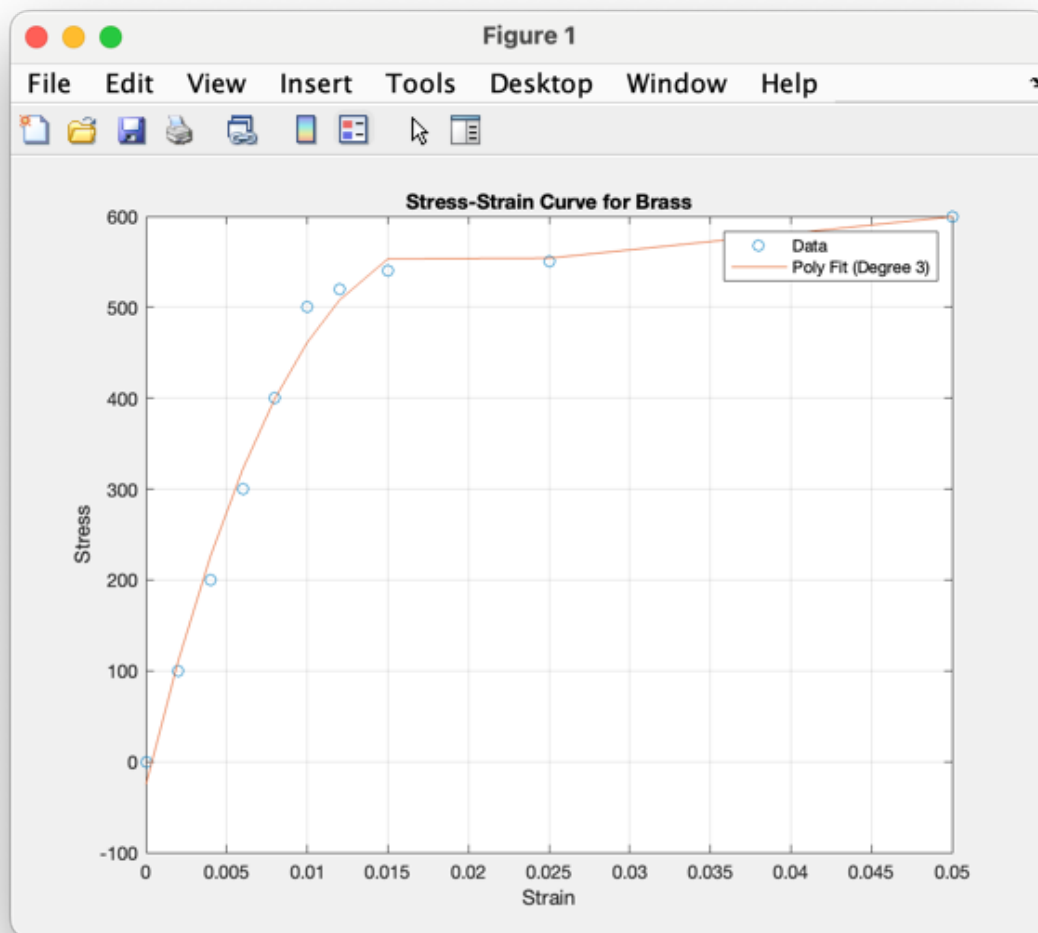 Figure 1
File Edit View Insert Tools Desktop Window Help
Stress-Strain Curve for Brass
600
Data
Poly Fit (Degree 3)
500
400
300
Stress
200
100
0
-100
0 0.005 0.01 0.015 0.02 0.025 0.03 0.035 0.04 0.045 0.05
Strain